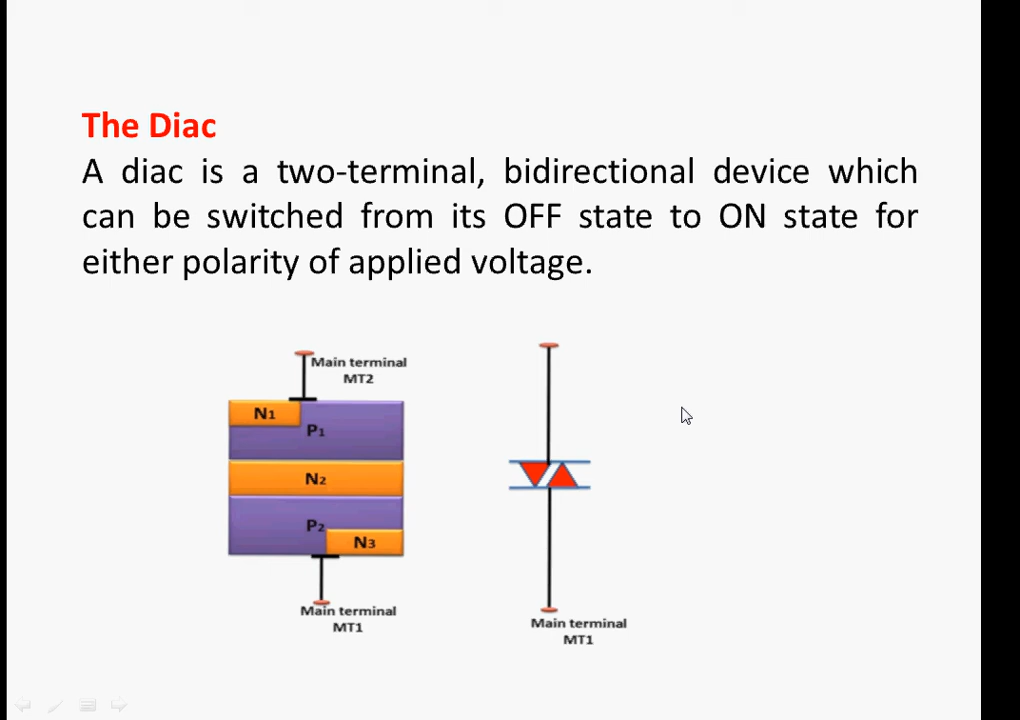 The Diac
A diac is a two-terminal, bidirectional device which
can be switched from its OFF state to ON state for
either polarity of applied voltage.
Main terminal
MT2
N1
P1
N2
P2
N3
Main terminal
MT1
Main terminal
MT1